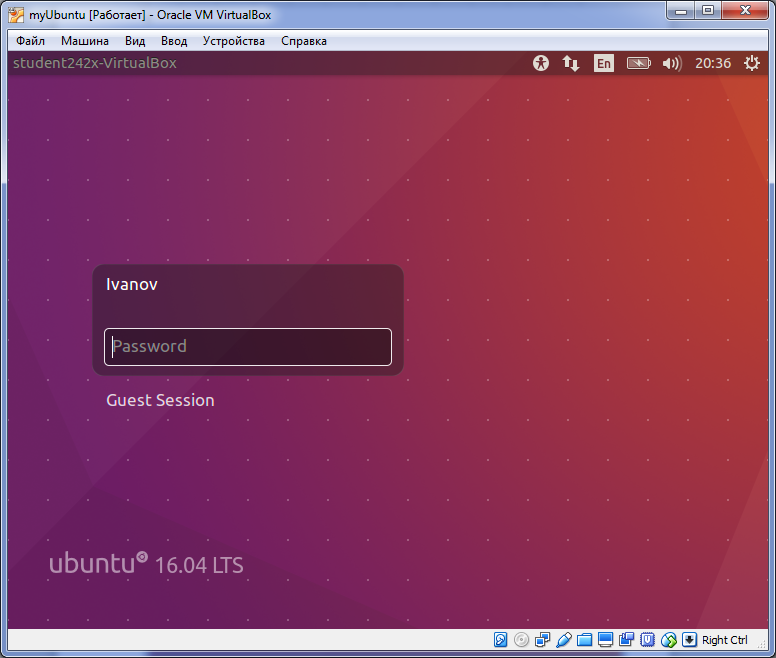 myUbuntu [Работает] - Oracle VM VirtualBox
Файл Машина Вид Ввод Устройства Справка
student242x-VirtualBox En 20:36
Ivanov
Password
Guest Session
ubuntu 16.04 LTS
Right Ctrl